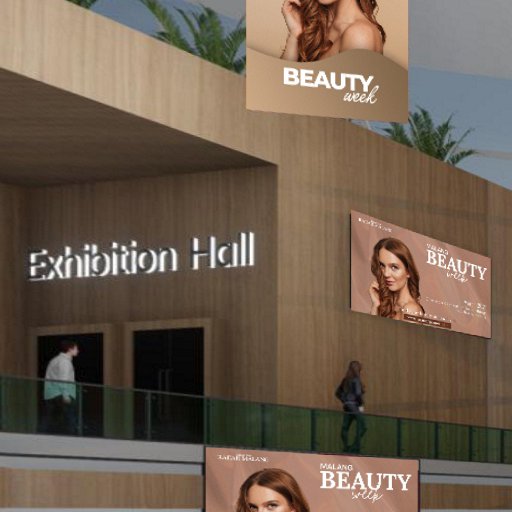 BEAUTY
week
Exhibition Hall
MALANG
BEAUTY
week
MALANG
BEAUTY
week